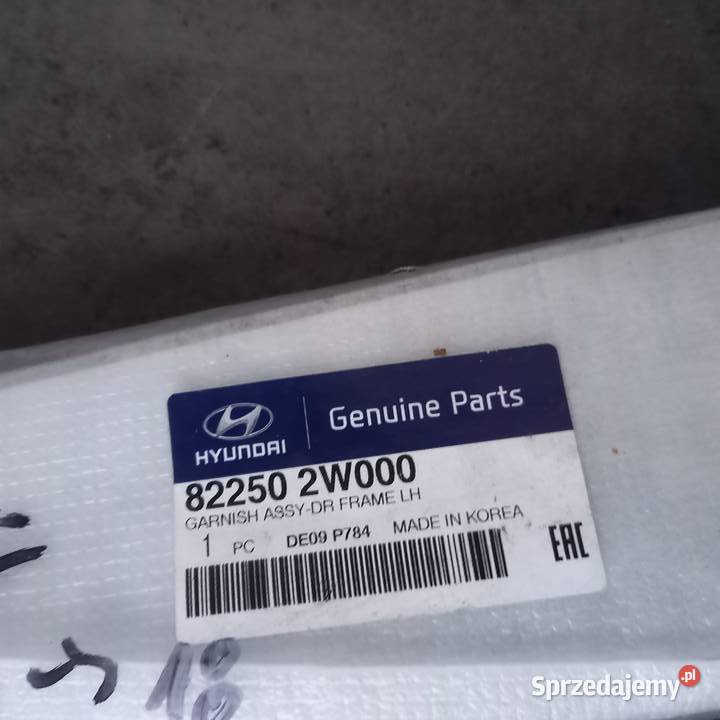 HYUNDAI
Genuine Parts
82250 2W000
GARNISH ASSY-DR FRAME LH
1 PC DE09 P784 MADE IN KOREA
EAC
18
Sprzedajemy.pl